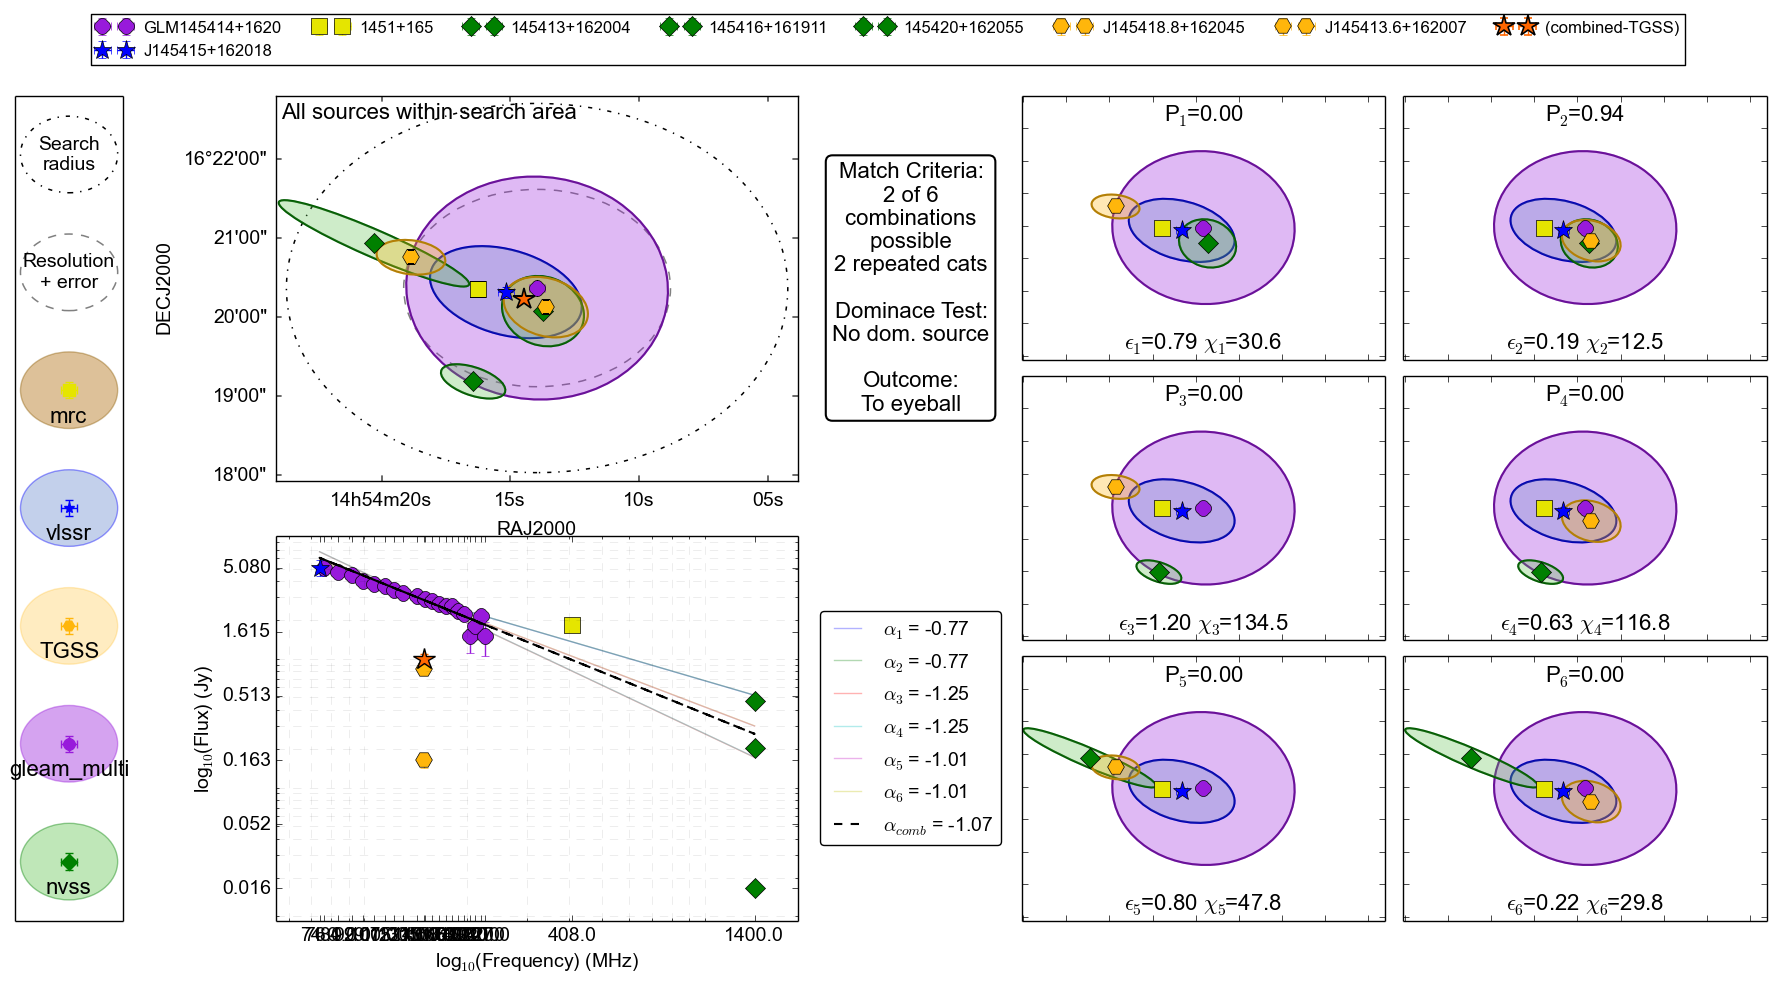 GLM145414+1620 1451+165 145413+162004 145416+161911 145420+162055 J145418.8+162045 J145413.6+162007 (combined-TGSS)
J145415+162018
Search
radius
Resolution
+ error
mrc
vlssr
TGSS
gleam_multi
nvss
All sources within search area
DECJ2000
16°22'00"
21'00"
20'00"
19'00"
18'00"
14h54m20s 15s 10s 05s
RAJ2000
log10(Flux) (Jy)
5.080
1.615
0.513
0.163
0.052
0.016
408.0 1400.0
log10(Frequency) (MHz)
Match Criteria:
2 of 6
combinations
possible
2 repeated cats
Dominace Test:
No dom. source
Outcome:
To eyeball
α1 = -0.77
α2 = -0.77
α3 = -1.25
α4 = -1.25
α5 = -1.01
α6 = -1.01
αcomb = -1.07
P1=0.00
ϵ1=0.79 χ1=30.6
P2=0.94
ϵ2=0.19 χ2=12.5
P3=0.00
ϵ3=1.20 χ3=134.5
P4=0.00
ϵ4=0.63 χ4=116.8
P5=0.00
ϵ5=0.80 χ5=47.8
P6=0.00
ϵ6=0.22 χ6=29.8